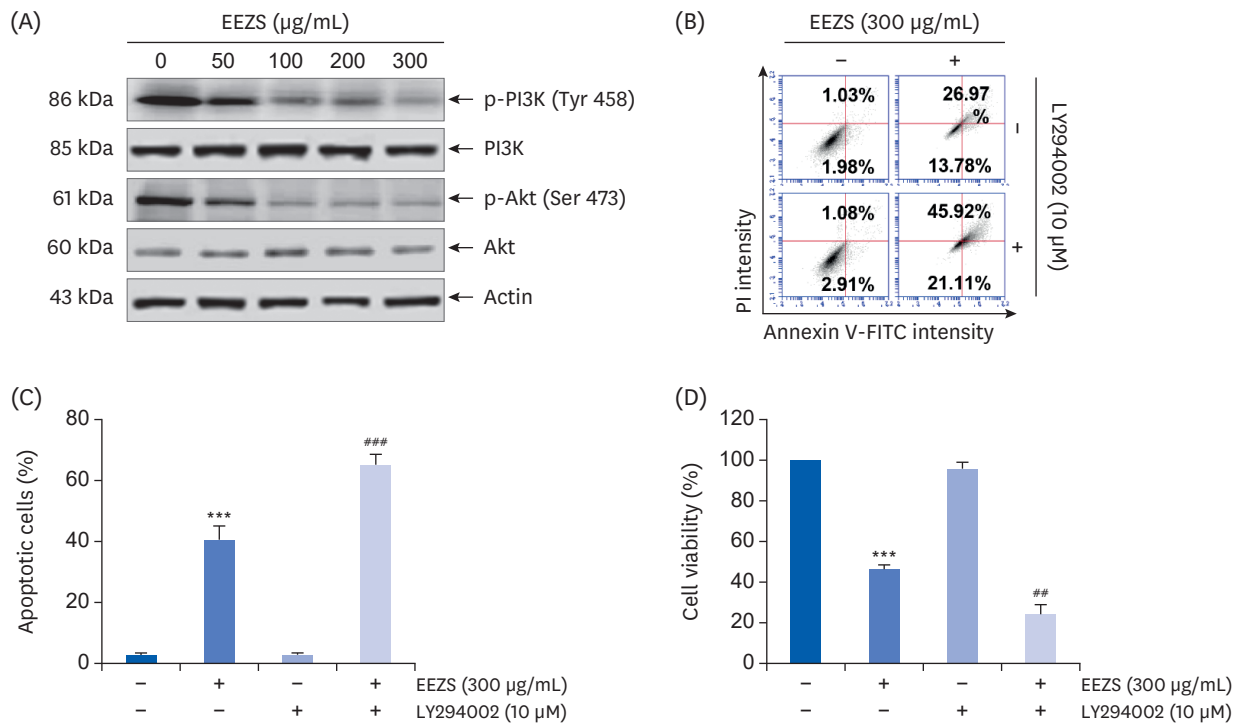 (A)
EEZS (µg/mL)
0 50 100 200 300
86 kDa p-PI3K (Tyr 458)
85 kDa PI3K
61 kDa p-Akt (Ser 473)
60 kDa Akt
43 kDa Actin
(B)
EEZS (300 µg/mL)
− +
1.03% 26.97
%
1.98% 13.78%
−
1.08% 45.92%
2.91% 21.11%
+
LY294002 (10 µM)
PI intensity
Annexin V-FITC intensity
(C)
Apoptotic cells (%)
80
60
40
20
0
***
###
− + − + EEZS (300 µg/mL)
− − + + LY294002 (10 µM)
(D)
Cell viability (%)
120
100
80
60
40
20
0
***
##
− + − + EEZS (300 µg/mL)
− − + + LY294002 (10 µM)